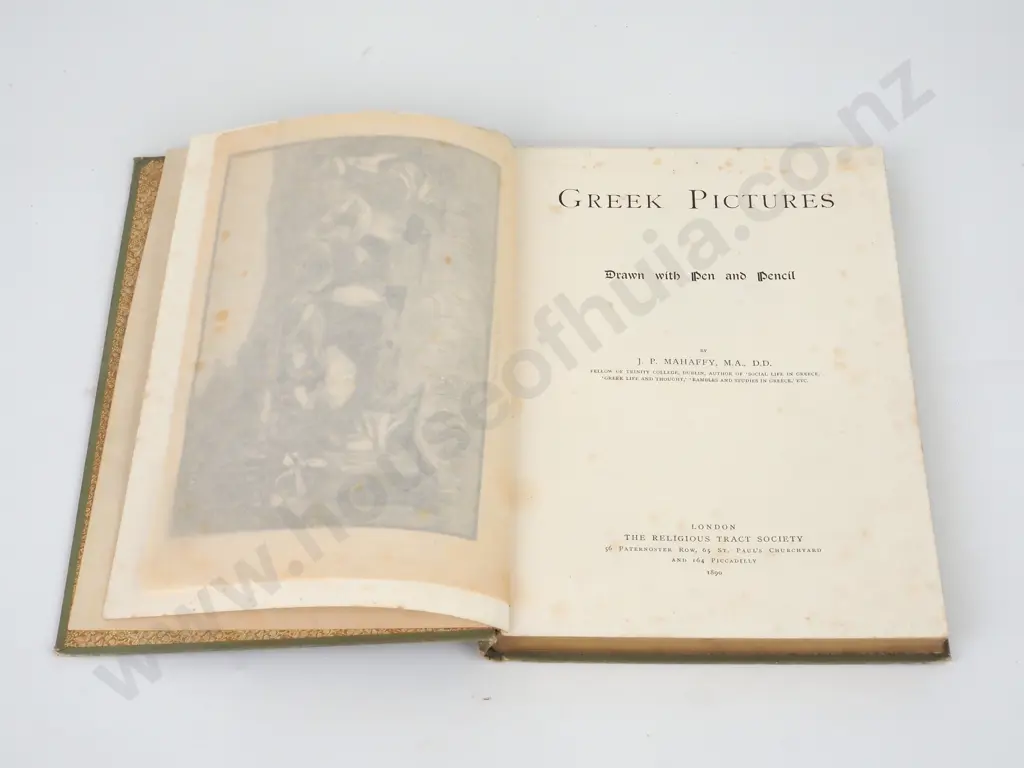 GREEK PICTURES
Drawn with Pen and Pencil
BY
J. P. MAHAFFY, M.A., D.D.
FELLOW OF TRINITY COLLEGE, DUBLIN, AUTHOR OF 'SOCIAL LIFE IN GREECE,
'GREEK LIFE AND THOUGHT,' 'RAMBLES AND STUDIES IN GREECE,' ETC.
LONDON
THE RELIGIOUS TRACT SOCIETY
56 PATERNOSTER ROW, 65 ST. PAUL'S CHURCHYARD
AND 164 PICCADILLY
1890
www.houseofhuia.co.nz